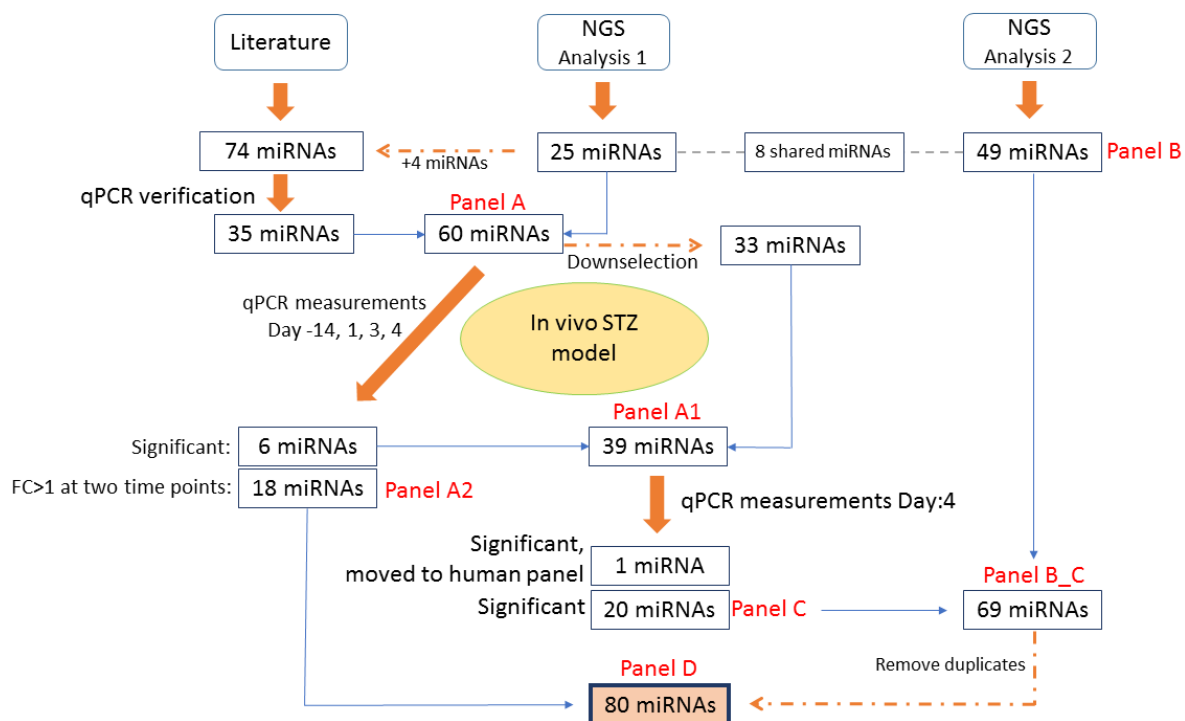 Literature
NGS
Analysis 1
NGS
Analysis 2
74 miRNAs
+4 miRNAs
25 miRNAs
8 shared miRNAs
49 miRNAs
Panel B
qPCR verification
Panel A
35 miRNAs
60 miRNAs
33 miRNAs
Downselection
qPCR measurements
Day -14, 1, 3, 4
In vivo STZ
model
Panel A1
Significant:
6 miRNAs
39 miRNAs
FC>1 at two time points:
18 miRNAs
Panel A2
qPCR measurements Day:4
Significant,
moved to human panel
1 miRNA
Panel B_C
Significant
20 miRNAs
Panel C
69 miRNAs
Remove duplicates
Panel D
80 miRNAs